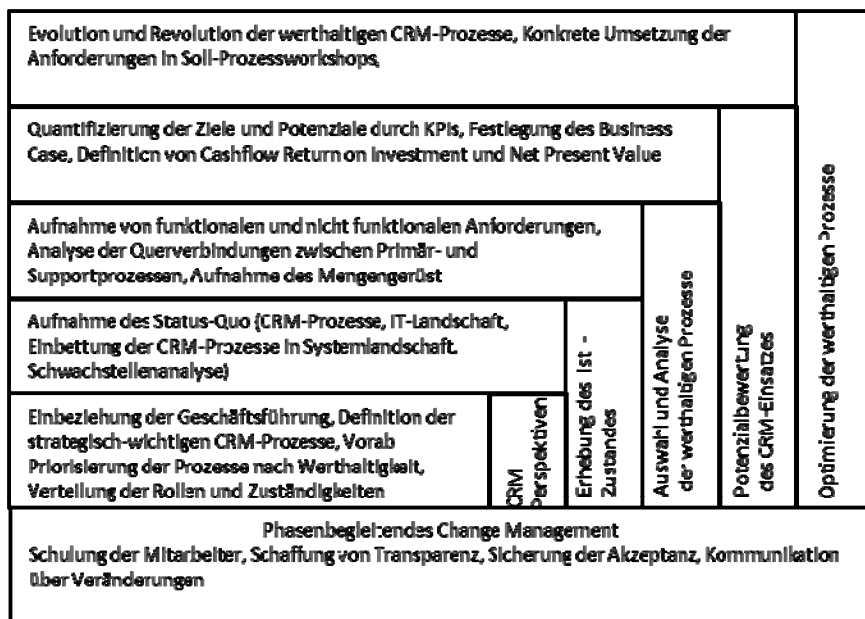 Evolution und Revolution der werthaltigen CRM-Prozesse, Konkrete Umsetzung der
Anforderungen in Soll-Prozessworkshops,
Quantifizierung der Ziele und Potenziale durch KPIs, Festlegung des Business
Case, Definition von Cashflow Return on Investment und Net Present Value
Aufnahme von funktionalen und nicht funktionalen Anforderungen,
Analyse der Querverbindungen zwischen Primär- und
Supportprozessen, Aufnahme des Mengengerüst
Aufnahme des Status-Quo (CRM-Prozesse, IT-Landschaft,
Einbettung der CRM-Prozesse in Systemlandschaft.
Schwachstellenanalyse)
Einbeziehung der Geschäftsführung, Definition der
strategisch-wichtigen CRM-Prozesse, Vorab
Priorisierung der Prozesse nach Werthaltigkeit,
Verteilung der Rollen und Zuständigkeiten
CRM
Perspektiven
Erhebung des Ist -
Zustandes
Auswahl und Analyse
der werthaltigen Prozesse
Potenzialbewertung
des CRM-Einsatzes
Optimierung der werthaltigen Prozesse
Phasenbegleitendes Change Management
Schulung der Mitarbeiter, Schaffung von Transparenz, Sicherung der Akzeptanz, Kommunikation
über Veränderungen